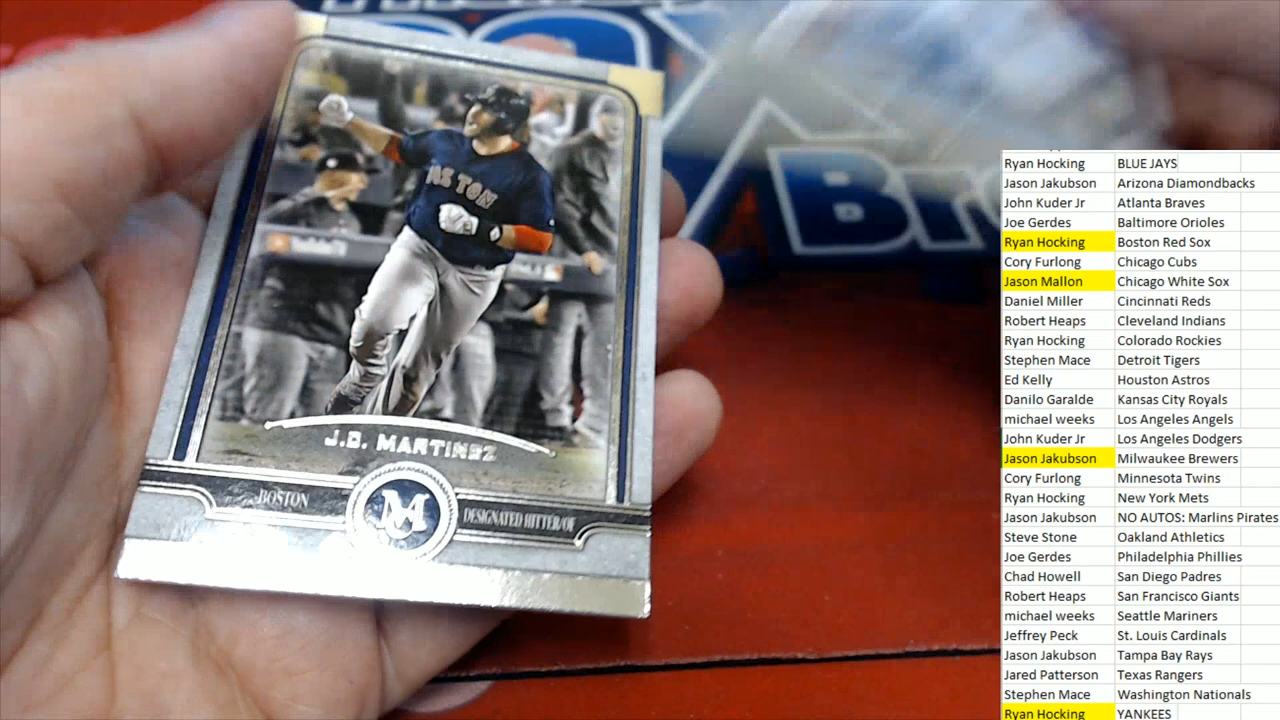 BOSTON
J.D. MARTINEZ
BOSTON
M
DESIGNATED HITTER/OF
Ryan Hocking BLUE JAYS
Jason Jakubson Arizona Diamondbacks
John Kuder Jr Atlanta Braves
Joe Gerdes Baltimore Orioles
Ryan Hocking Boston Red Sox
Cory Furlong Chicago Cubs
Jason Mallon Chicago White Sox
Daniel Miller Cincinnati Reds
Robert Heaps Cleveland Indians
Ryan Hocking Colorado Rockies
Stephen Mace Detroit Tigers
Ed Kelly Houston Astros
Danilo Garalde Kansas City Royals
michael weeks Los Angeles Angels
John Kuder Jr Los Angeles Dodgers
Jason Jakubson Milwaukee Brewers
Cory Furlong Minnesota Twins
Ryan Hocking New York Mets
Jason Jakubson NO AUTOS: Marlins Pirates
Steve Stone Oakland Athletics
Joe Gerdes Philadelphia Phillies
Chad Howell San Diego Padres
Robert Heaps San Francisco Giants
michael weeks Seattle Mariners
Jeffrey Peck St. Louis Cardinals
Jason Jakubson Tampa Bay Rays
Jared Patterson Texas Rangers
Stephen Mace Washington Nationals
Ryan Hocking YANKEES